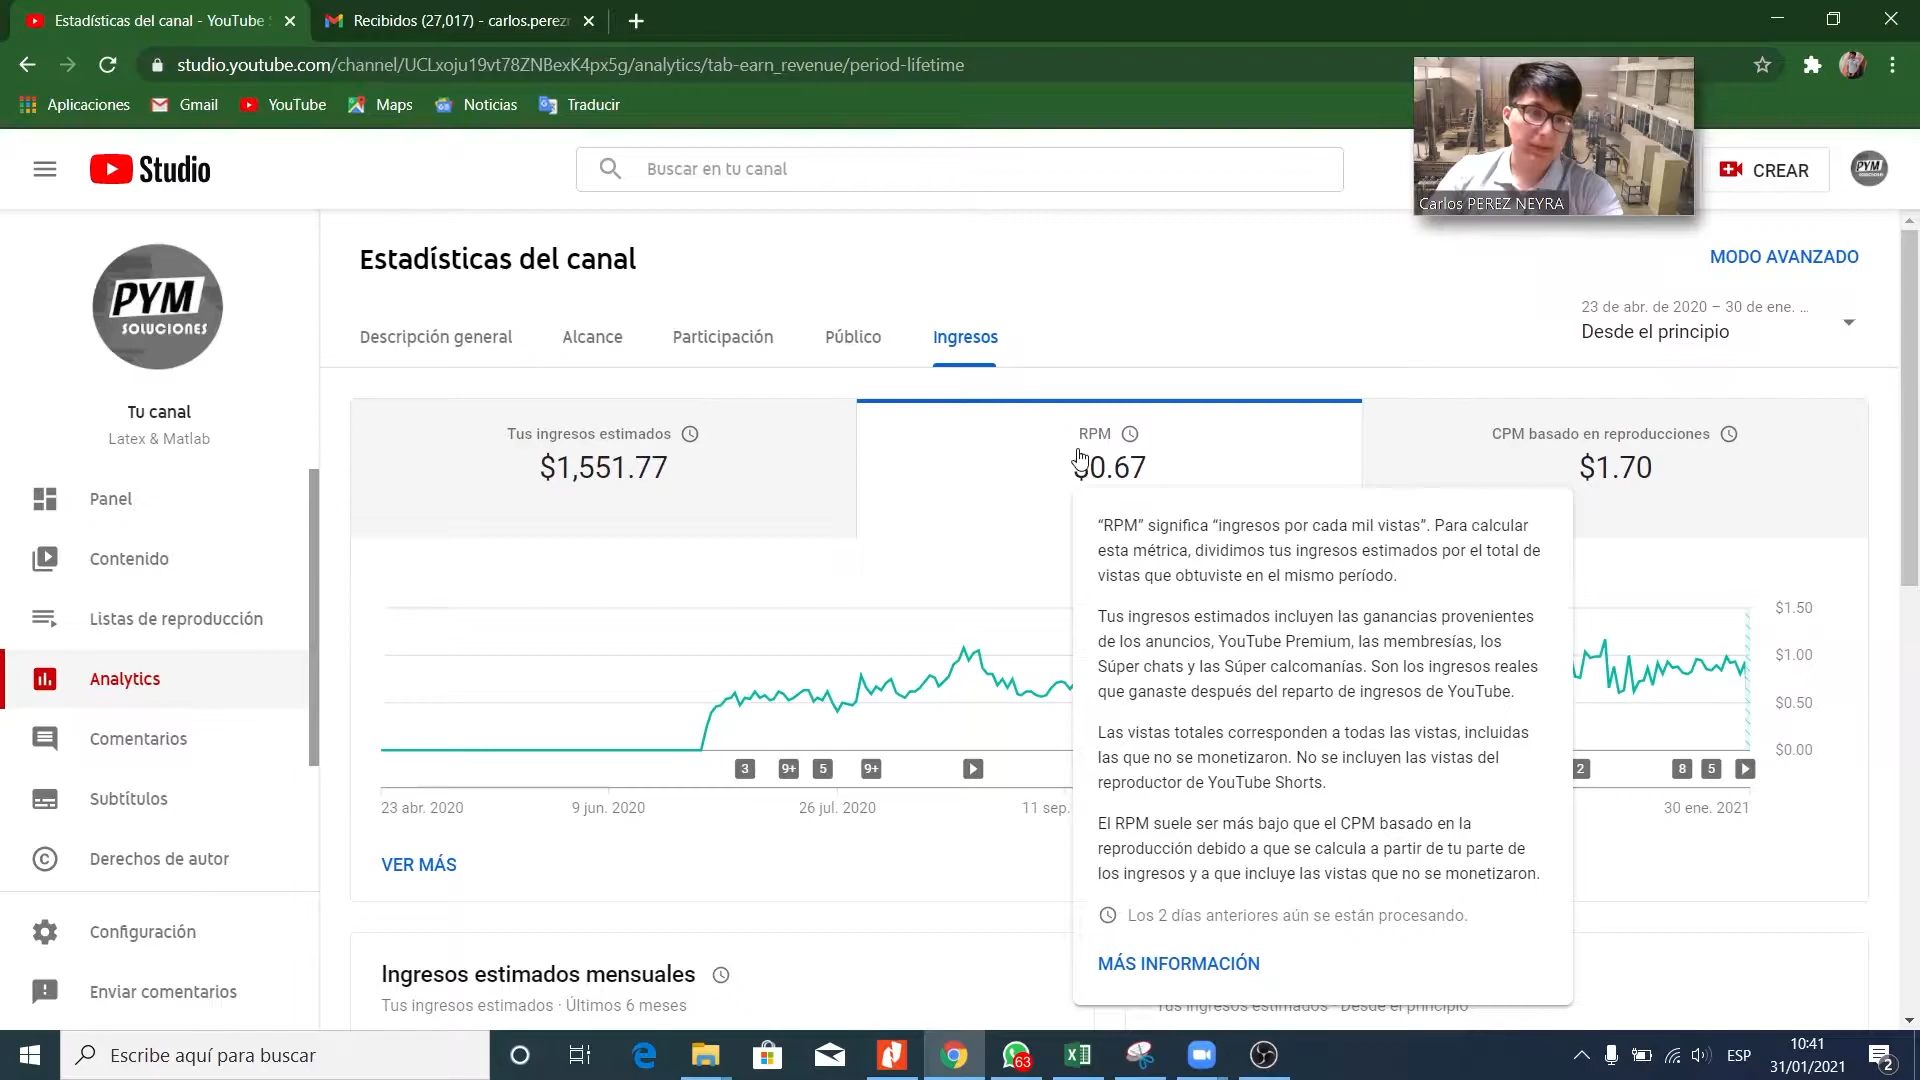 Estadísticas del canal - YouTube
Recibidos (27,017) - carlos.perez
studio.youtube.com/channel/UCLxoju19vt78ZNBexK4px5g/analytics/tab-earn_revenue/period-lifetime
Aplicaciones
Gmail
YouTube
Maps
Noticias
Traducir
Studio
Buscar en tu canal
CREAR
PYM
Carlos PEREZ NEYRA
PYM
SOLUCIONES
Tu canal
Latex & Matlab
Panel
Contenido
Listas de reproducción
Analytics
Comentarios
Subtítulos
Derechos de autor
Configuración
Enviar comentarios
Estadísticas del canal
MODO AVANZADO
23 de abr. de 2020 – 30 de ene. ...
Desde el principio
Descripción general
Alcance
Participación
Público
Ingresos
Tus ingresos estimados
$1,551.77
RPM
$0.67
CPM basado en reproducciones
$1.70
“RPM” significa “ingresos por cada mil vistas”. Para calcular
esta métrica, dividimos tus ingresos estimados por el total de
vistas que obtuviste en el mismo período.
Tus ingresos estimados incluyen las ganancias provenientes
de los anuncios, YouTube Premium, las membresías, los
Súper chats y las Súper calcomanías. Son los ingresos reales
que ganaste después del reparto de ingresos de YouTube.
Las vistas totales corresponden a todas las vistas, incluidas
las que no se monetizaron. No se incluyen las vistas del
reproductor de YouTube Shorts.
El RPM suele ser más bajo que el CPM basado en la
reproducción debido a que se calcula a partir de tu parte de
los ingresos y a que incluye las vistas que no se monetizaron.
Los 2 días anteriores aún se están procesando.
MÁS INFORMACIÓN
$1.50
$1.00
$0.50
$0.00
3
9+
5
9+
2
8
5
23 abr. 2020
9 jun. 2020
26 jul. 2020
11 sep.
30 ene. 2021
VER MÁS
Ingresos estimados mensuales
Tus ingresos estimados · Últimos 6 meses
Tus ingresos estimados · Desde el principio
Escribe aquí para buscar
63
ESP
10:41
31/01/2021
2